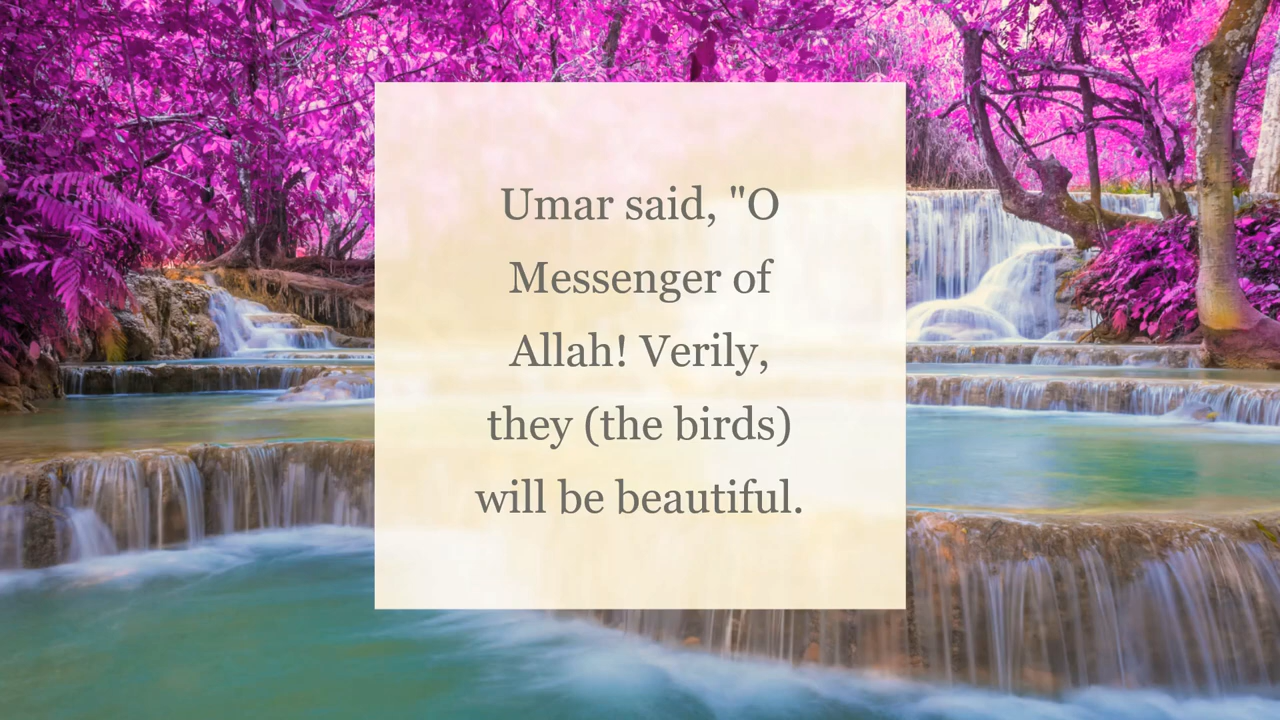 Umar said, "O
Messenger of
Allah! Verily,
they (the birds)
will be beautiful.